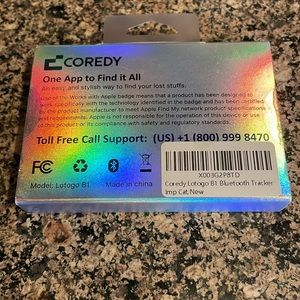 COREDY
One App to Find it All
An easy and stylish way to find your lost stuffs.
Use of the Works with Apple badge means that a product has been designed to
work specifically with the technology identified in the badge and has been certified
by the product manufacturer to meet Apple Find My network product specifications
and requirements. Apple is not responsible for the operation of this device or use
of this product or its compliance with safety and regulatory standards.
Toll Free Call Support: (US) +1 (800) 999 8470
FC
Model: Lotogo B1
Made in china
X003G2P8TD
Coredy Lotogo B1 Bluetooth Tracker
Imp Cat,New